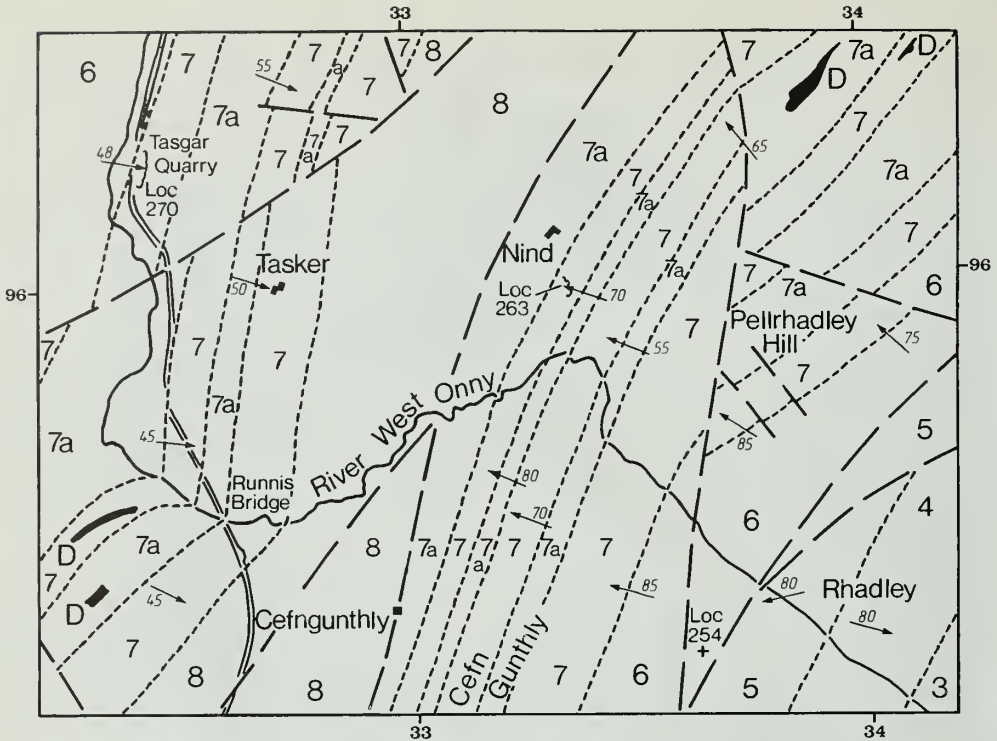 33
34
6
7
55
7
a
7
7
8
8
7
7a
D
D
7a
7
7
a
7
7a
48
Tasgar
Quarry
Loc
270
7a
7
7a
65
7a
7
7
Nind
7
6
Tasker
50
Loc
263
70
7a
7
7a
96
96
7
7
7
55
7
Pellrhadley
Hill
75
7
7a
7a
45
River West Onny
85
5
Runnis
Bridge
80
4
D
7a
7
8
7a
7
7
a
7
70
7a
7
6
D
45
Cefngunthly
85
80
Rhadley
80
Loc
254
7
8
8
Cefn
Gunthly
7
6
5
3
33
34